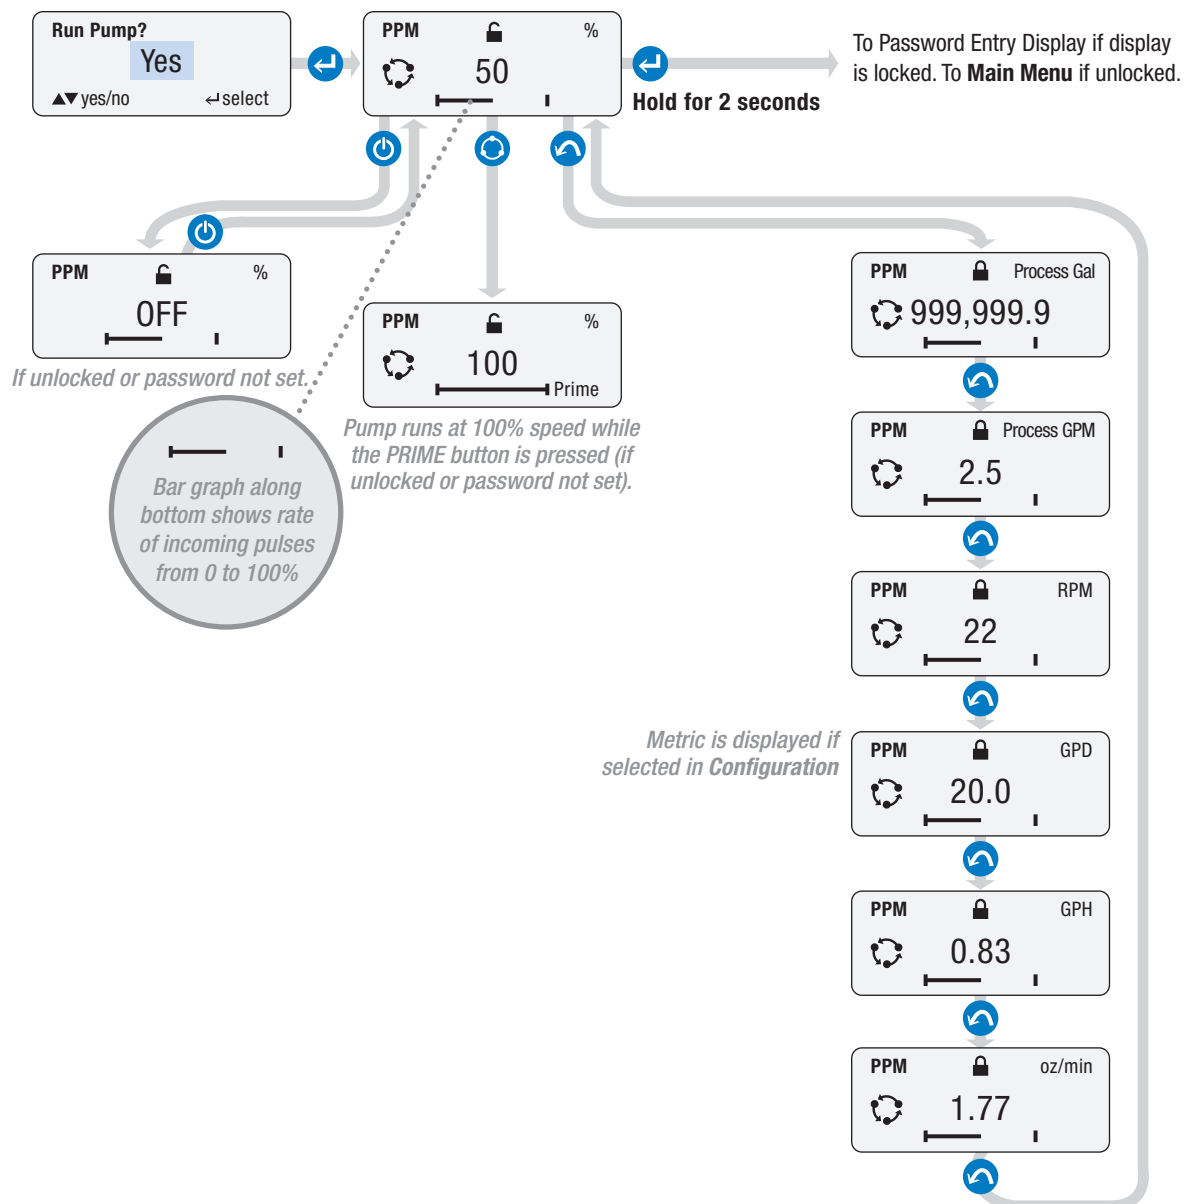 Run Pump?
Yes
▲▼ yes/no
↵ select
PPM
%
50
Hold for 2 seconds
To Password Entry Display if display
is locked. To Main Menu if unlocked.
PPM
%
OFF
If unlocked or password not set.
PPM
%
100
Prime
Pump runs at 100% speed while
the PRIME button is pressed (if
unlocked or password not set).
Bar graph along
bottom shows rate
of incoming pulses
from 0 to 100%
PPM
Process Gal
999,999.9
PPM
Process GPM
2.5
PPM
RPM
22
Metric is displayed if
selected in Configuration
PPM
GPD
20.0
PPM
GPH
0.83
PPM
oz/min
1.77